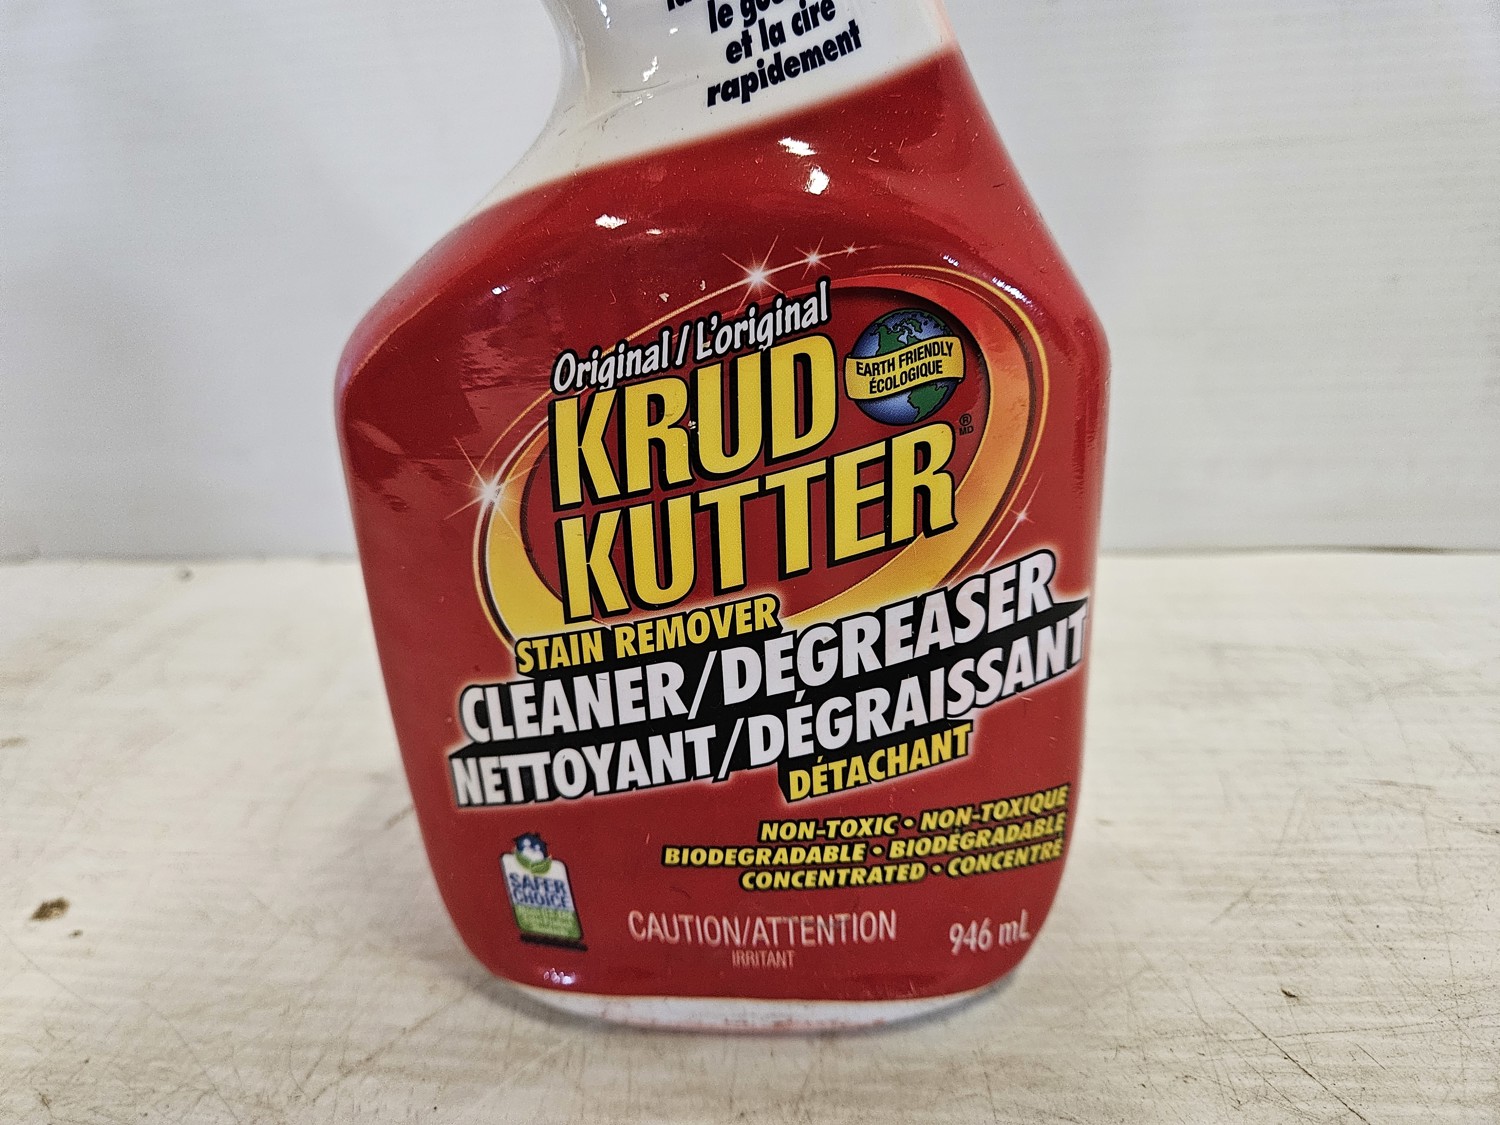 le
et la cire
rapidement
Original / L'original
KRUD
KUTTER
EARTH FRIENDLY
ÉCOLOGIQUE
®
MD
STAIN REMOVER
CLEANER/DEGREASER
NETTOYANT/DÉGRAISSANT
DÉTACHANT
NON-TOXIC • NON-TOXIQUE
BIODEGRADABLE • BIODÉGRADABLE
CONCENTRATED • CONCENTRÉ
SAFER
CHOICE
CAUTION/ATTENTION
IRRITANT
946 mL